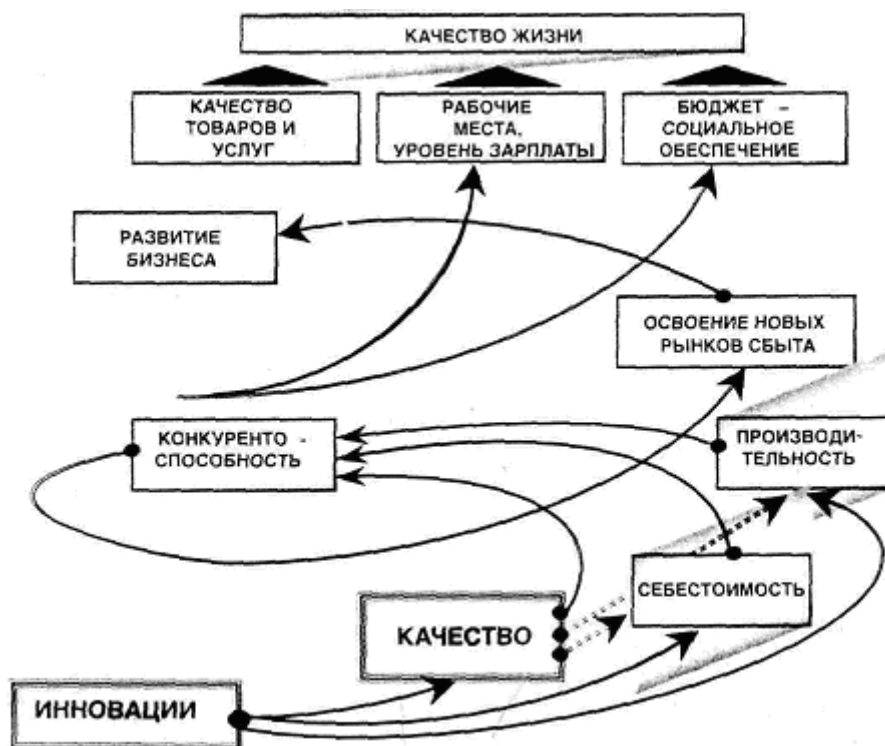 КАЧЕСТВО ЖИЗНИ
КАЧЕСТВО
ТОВАРОВ И
УСЛУГ
РАБОЧИЕ
МЕСТА,
УРОВЕНЬ ЗАРПЛАТЫ
БЮДЖЕТ -
СОЦИАЛЬНОЕ
ОБЕСПЕЧЕНИЕ
РАЗВИТИЕ
БИЗНЕСА
ОСВОЕНИЕ НОВЫХ
РЫНКОВ СБЫТА
КОНКУРЕНТО -
СПОСОБНОСТЬ
ПРОИЗВОДИ-
ТЕЛЬНОСТЬ
СЕБЕСТОИМОСТЬ
КАЧЕСТВО
ИННОВАЦИИ